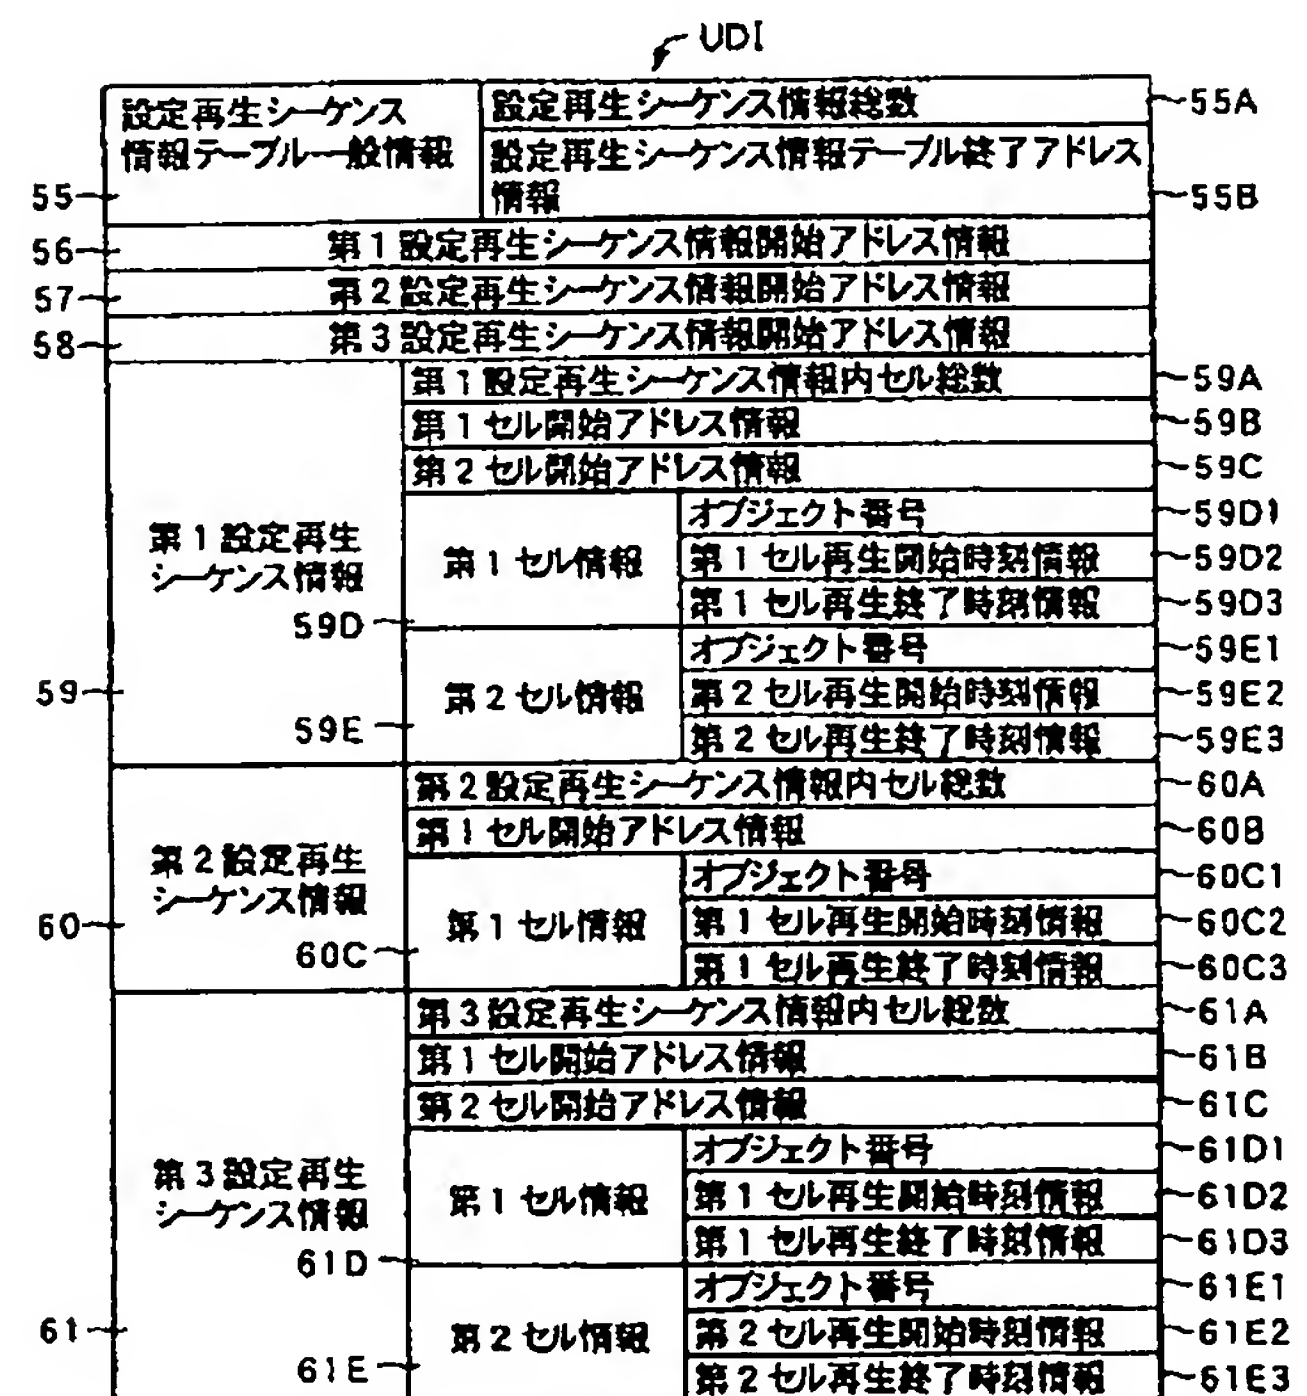 UDI
設定再生シーケンス
情報テーブル一般情報
設定再生シーケンス情報総数
55A
設定再生シーケンス情報テーブル終了アドレス
情報
55
55B
第1設定再生シーケンス情報開始アドレス情報
56
第2設定再生シーケンス情報開始アドレス情報
57
第3設定再生シーケンス情報開始アドレス情報
58
第1設定再生シーケンス情報内セル総数
59A
第1セル開始アドレス情報
59B
第2セル開始アドレス情報
59C
第1設定再生
シーケンス情報
59
第1セル情報
59D
オブジェクト番号
59D1
第1セル再生開始時刻情報
59D2
第1セル再生終了時刻情報
59D3
第2セル情報
59E
オブジェクト番号
59E1
第2セル再生開始時刻情報
59E2
第2セル再生終了時刻情報
59E3
第2設定再生シーケンス情報内セル総数
60A
第1セル開始アドレス情報
60B
第2設定再生
シーケンス情報
60
第1セル情報
60C
オブジェクト番号
60C1
第1セル再生開始時刻情報
60C2
第1セル再生終了時刻情報
60C3
第3設定再生シーケンス情報内セル総数
61A
第1セル開始アドレス情報
61B
第2セル開始アドレス情報
61C
第3設定再生
シーケンス情報
61
第1セル情報
61D
オブジェクト番号
61D1
第1セル再生開始時刻情報
61D2
第1セル再生終了時刻情報
61D3
第2セル情報
61E
オブジェクト番号
61E1
第2セル再生開始時刻情報
61E2
第2セル再生終了時刻情報
61E3